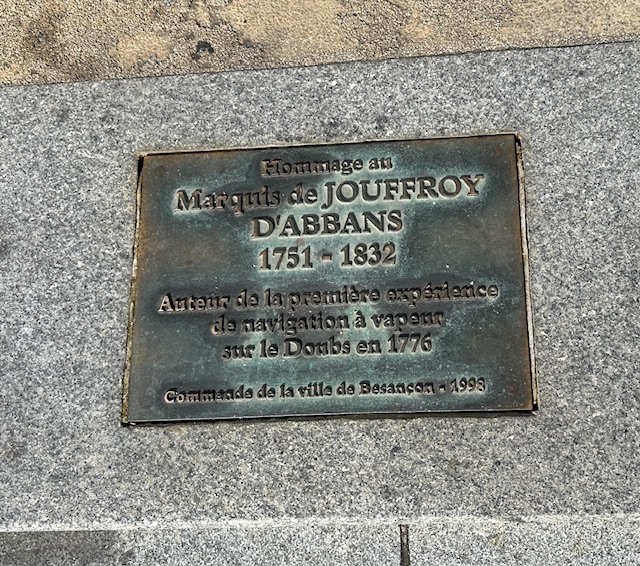 Hommage au
Marquis de JOUFFROY
D'ABBANS
1751 - 1832
Auteur de la première expérience
de navigation à vapeur
sur le Doubs en 1776
Commande de la ville de Besançon - 1998